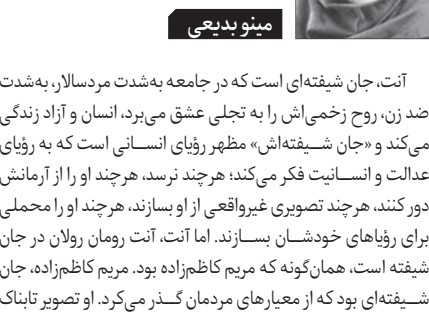 مینو بدیعی
آنت، جان شیفته‌ای است که در جامعه به‌شدت مردسالار، به‌شدت
ضد زن، روح زخمی‌اش را به تجلی عشق می‌برد، انسان و آزاد زندگی
می‌کند و «جان شـیفته‌اش» مظهر رؤیای انسـانی است که به رؤیای
عدالت و انسـانیت فکر می‌کند؛ هرچند نرسد، هرچند او را از آرمانش
دور کنند، هرچند تصویری غیرواقعی از او بسازند، هرچند او را محملی
برای رؤیاهای خودشـان بسـازند. اما آنت، آنت رومان رولان در جان
شیفته است، همان‌گونه که مریم کاظم‌زاده بود. مریم کاظم‌زاده، جان
شـیفته‌ای بود که از معیارهای مردمان گـذر می‌کرد. او تصویر تابناک